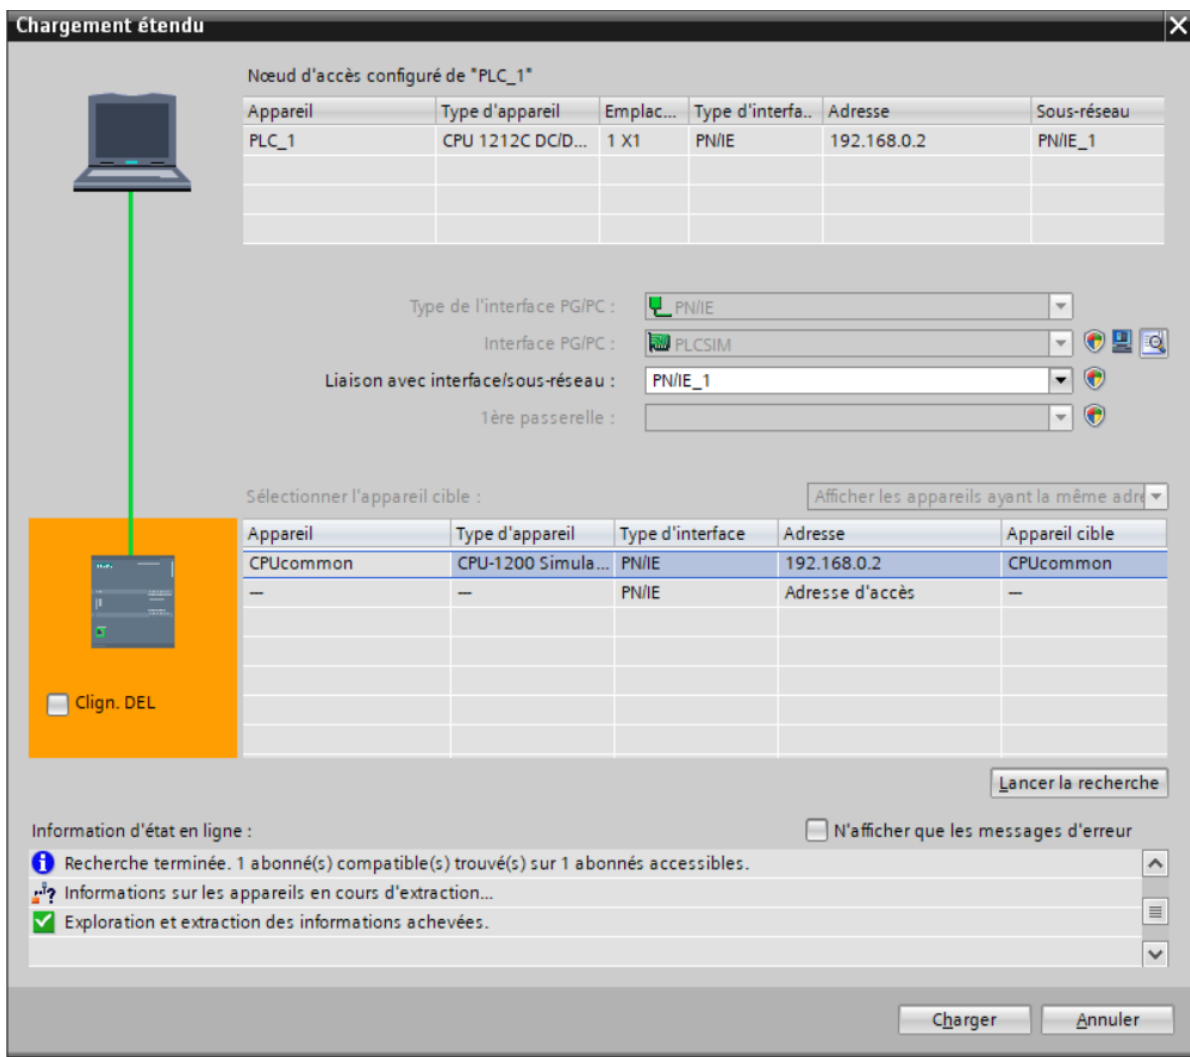 Chargement étendu
Nœud d'accès configuré de "PLC_1"
Appareil Type d'appareil Emplac... Type d'interfa.. Adresse Sous-réseau
PLC_1 CPU 1212C DC/D... 1 X1 PN/IE 192.168.0.2 PN/IE_1
Type de l'interface PG/PC : PN/IE
Interface PG/PC : PLCSIM
Liaison avec interface/sous-réseau : PN/IE_1
1ère passerelle :
Sélectionner l'appareil cible : Afficher les appareils ayant la même adre
Appareil Type d'appareil Type d'interface Adresse Appareil cible
CPUcommon CPU-1200 Simula... PN/IE 192.168.0.2 CPUcommon
— — PN/IE Adresse d'accès —
Clign. DEL
Lancer la recherche
Information d'état en ligne : N'afficher que les messages d'erreur
Recherche terminée. 1 abonné(s) compatible(s) trouvé(s) sur 1 abonnés accessibles.
Informations sur les appareils en cours d'extraction...
Exploration et extraction des informations achevées.
Charger Annuler